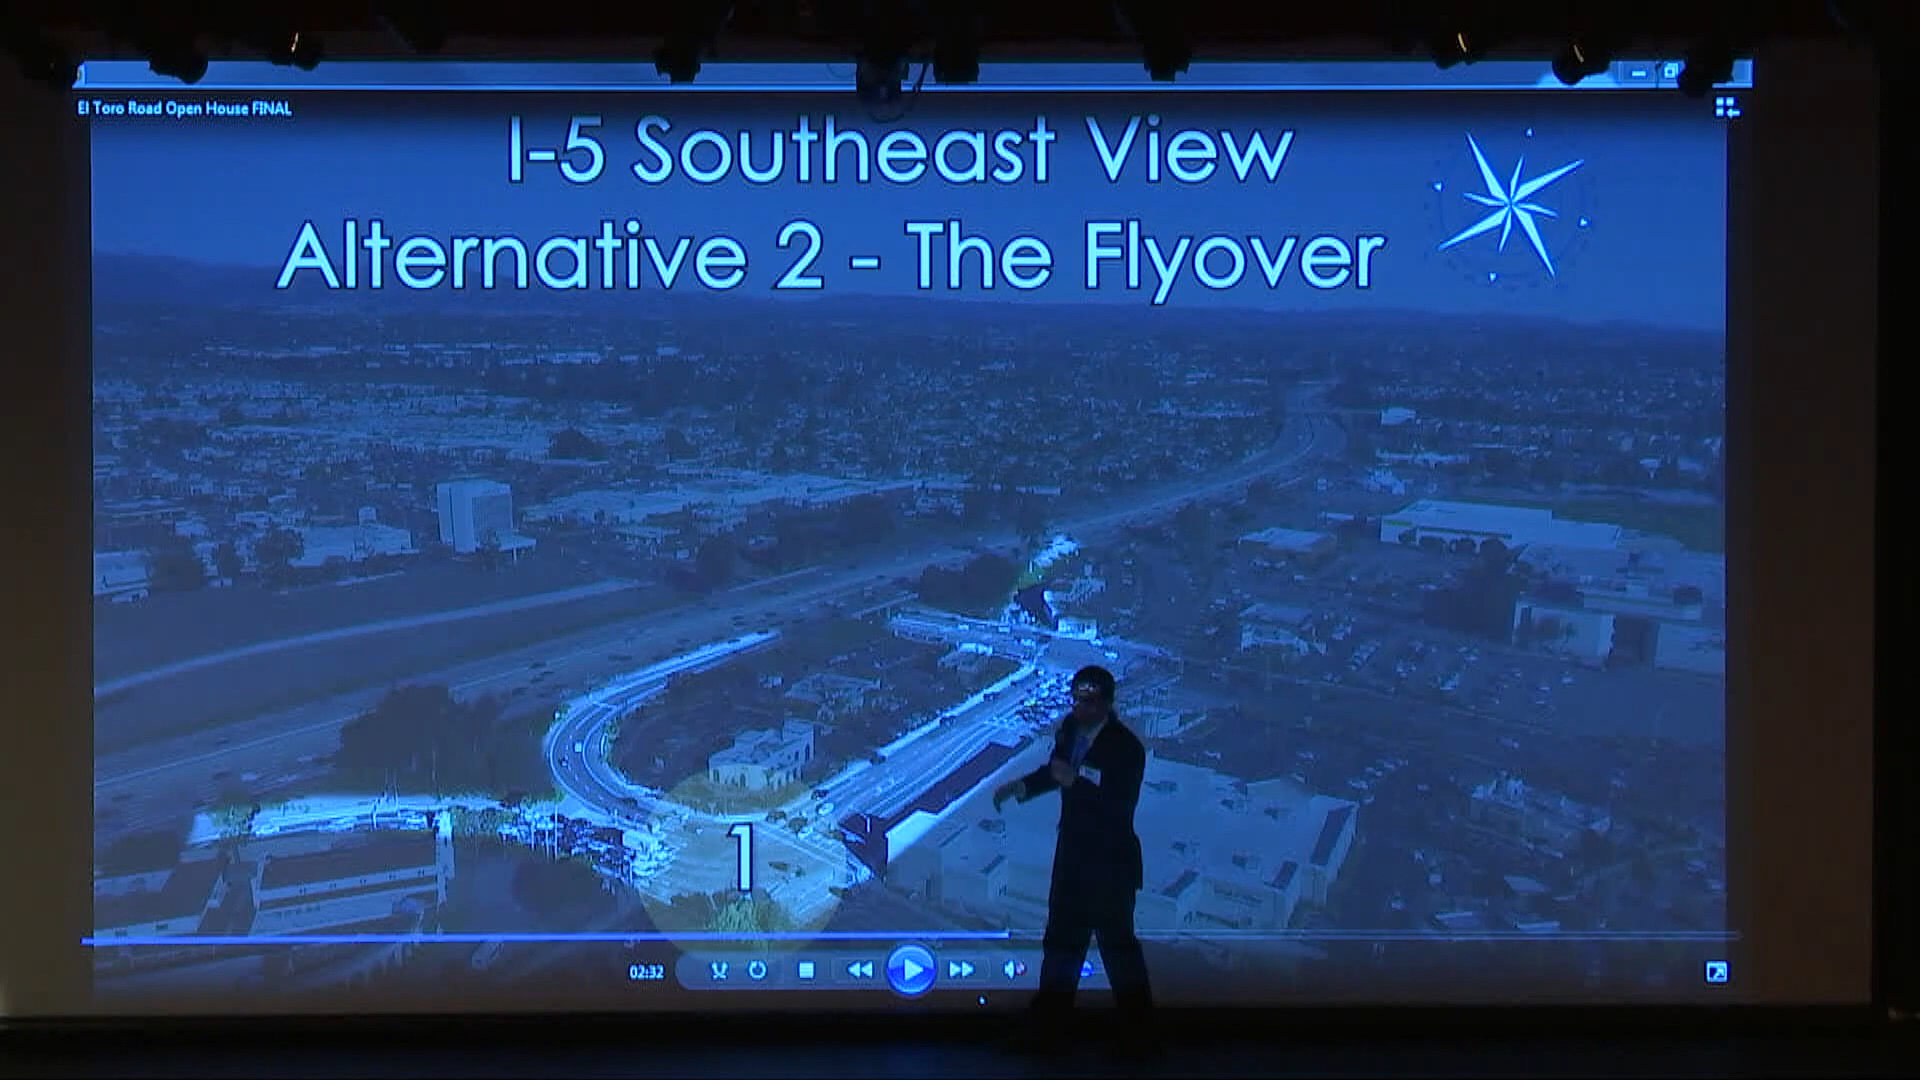 El Toro Road Open House FINAL
I-5 Southeast View
Alternative 2 - The Flyover
1
02:32